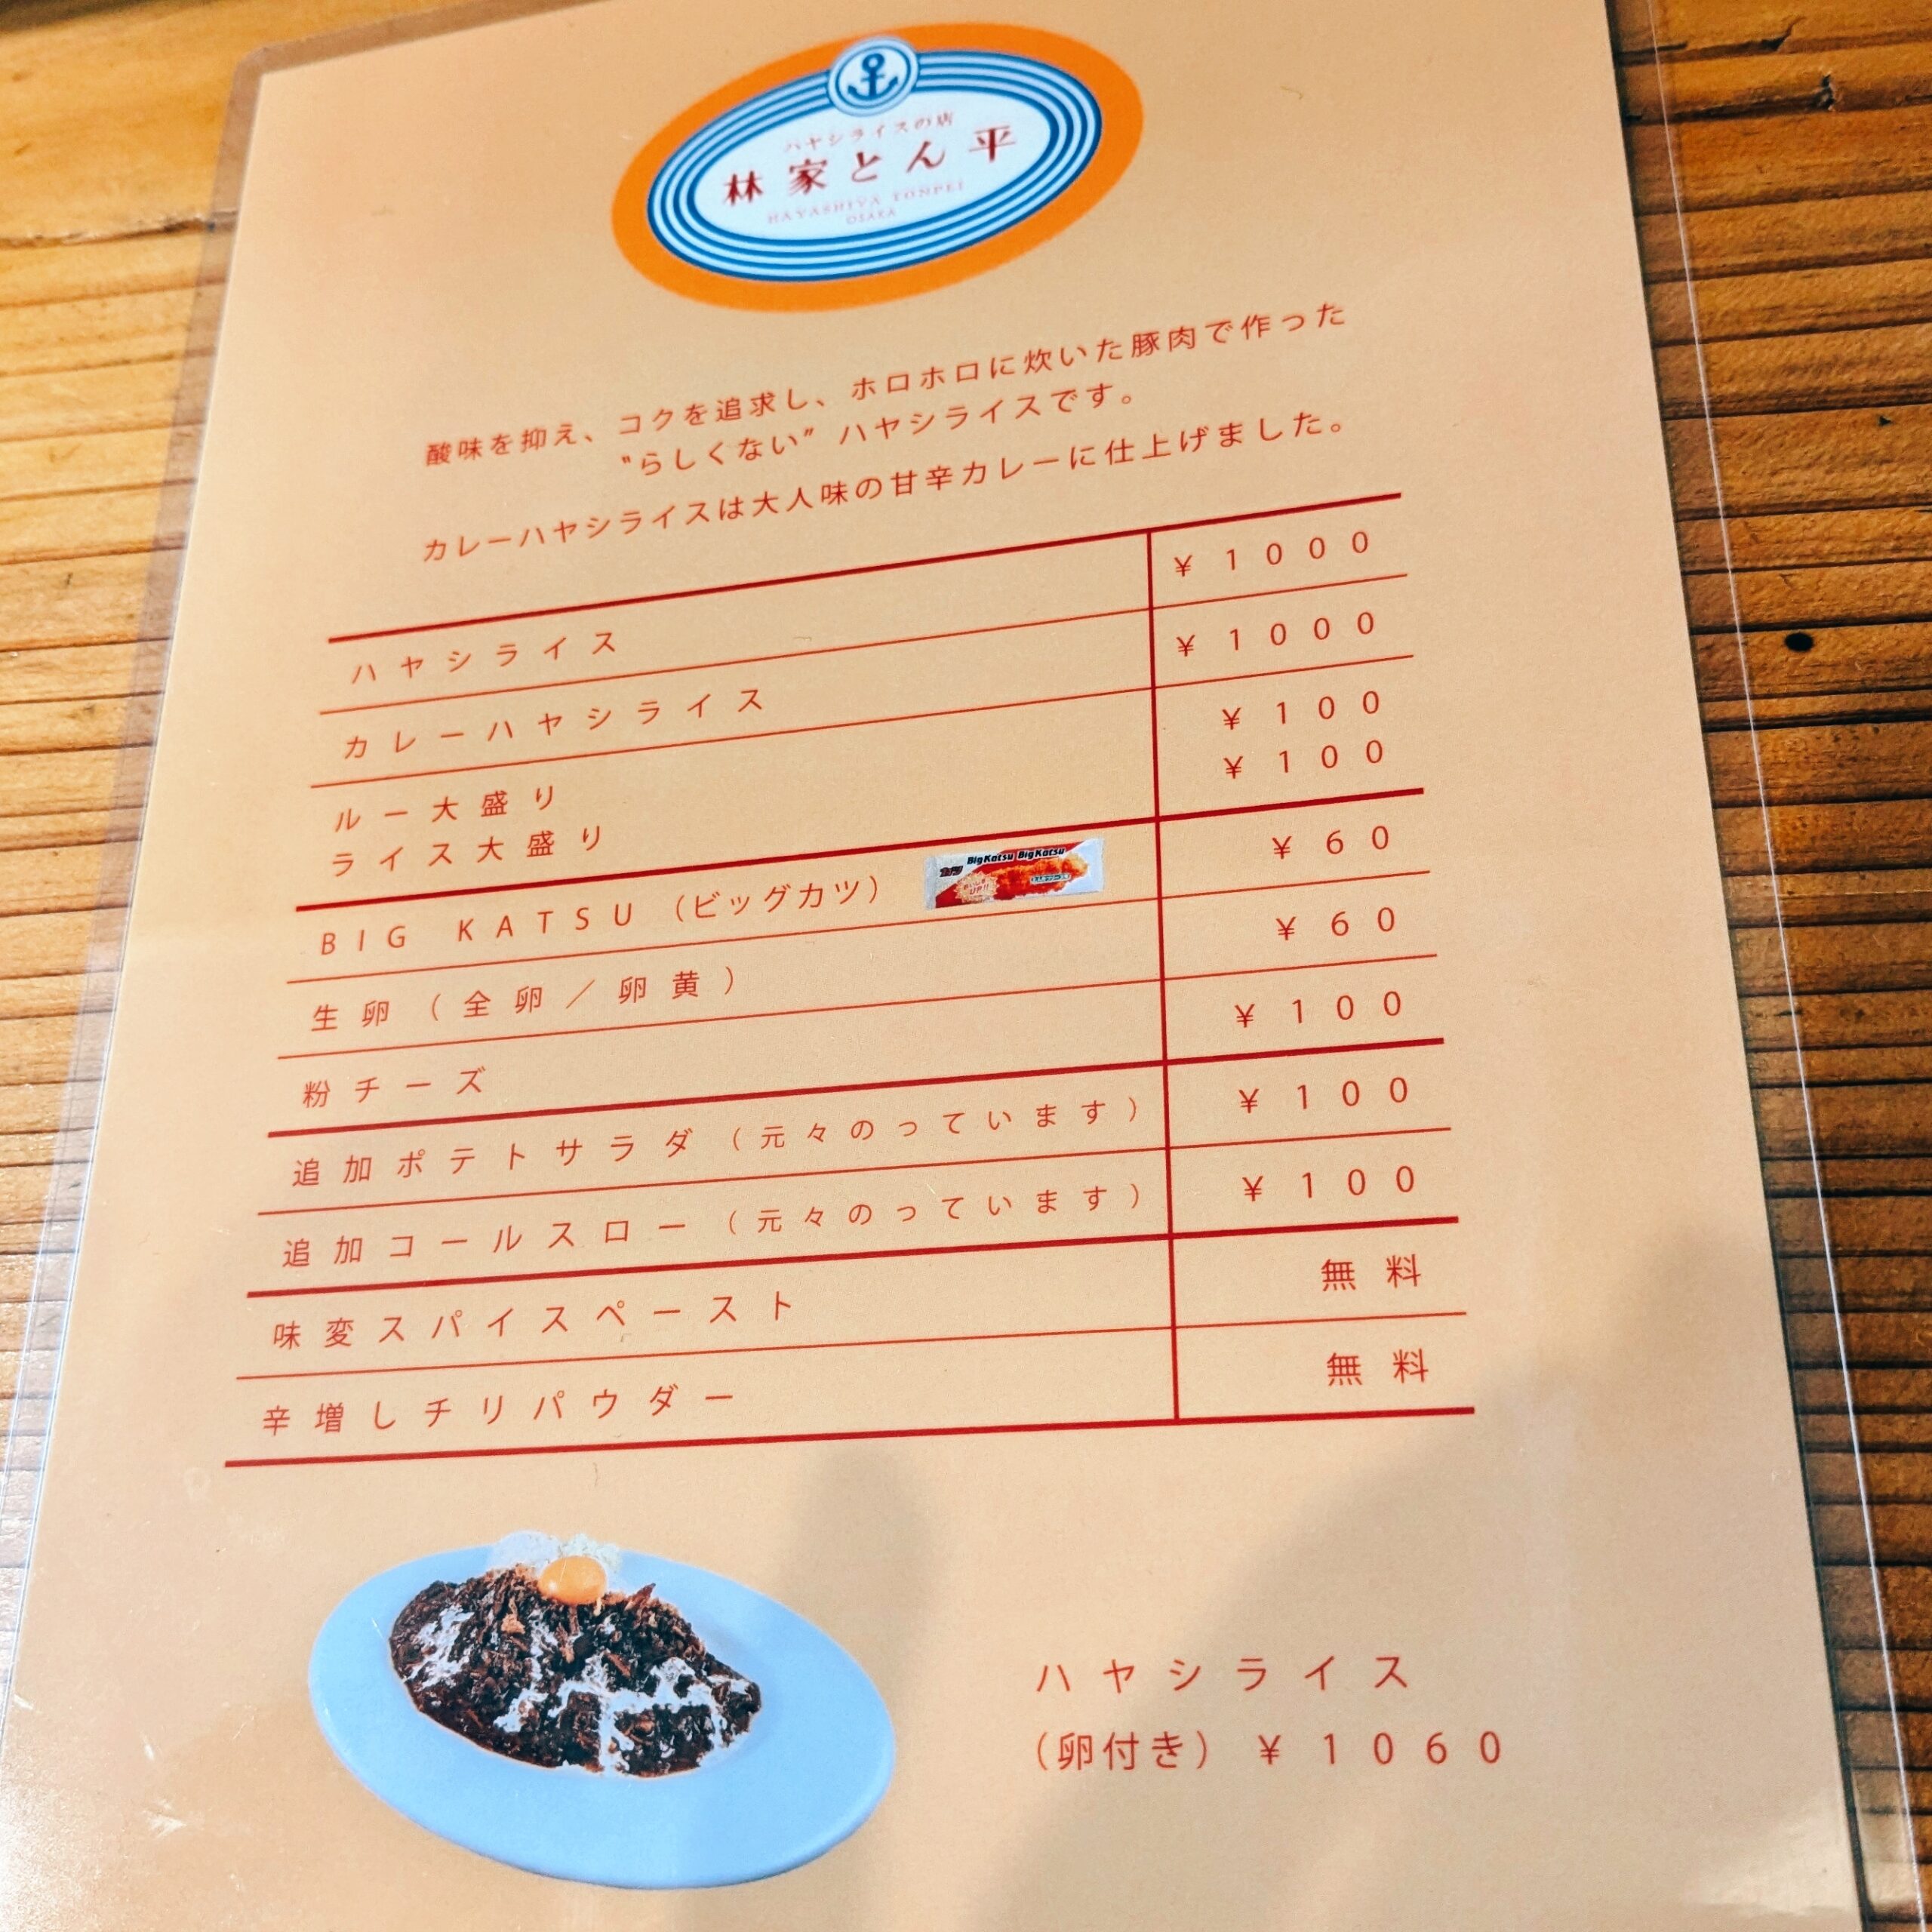 ハヤシライスの店
林家とん平
HAYASHIYA TONPEI
OSAKA
酸味を抑え、コクを追求し、ホロホロに炊いた豚肉で作った
“らしくない”ハヤシライスです。
カレーハヤシライスは大人味の甘辛カレーに仕上げました。
ハヤシライス ¥1000
カレーハヤシライス ¥1000
ルー大盛り ¥100
ライス大盛り ¥100
BIG KATSU（ビッグカツ） ¥60
BigKatsu BigKatsu
生卵（全卵／卵黄） ¥60
粉チーズ ¥100
追加ポテトサラダ（元々のっています） ¥100
追加コールスロー（元々のっています） ¥100
味変スパイスペースト 無料
辛増しチリパウダー 無料
ハヤシライス
（卵付き）¥1060